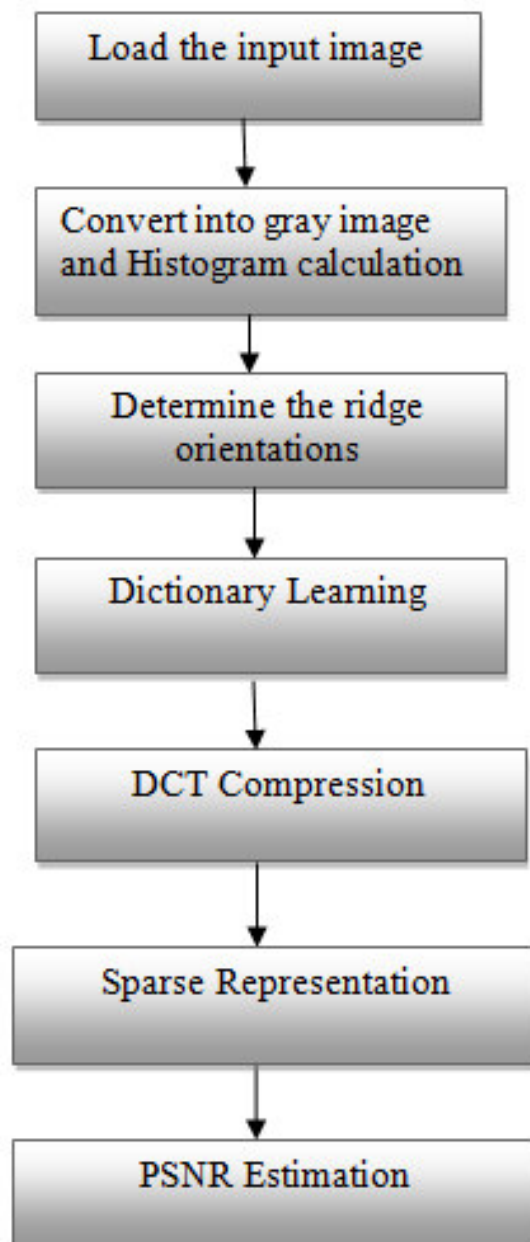 Load the input image
Convert into gray image
and Histogram calculation
Determine the ridge
orientations
Dictionary Learning
DCT Compression
Sparse Representation
PSNR Estimation